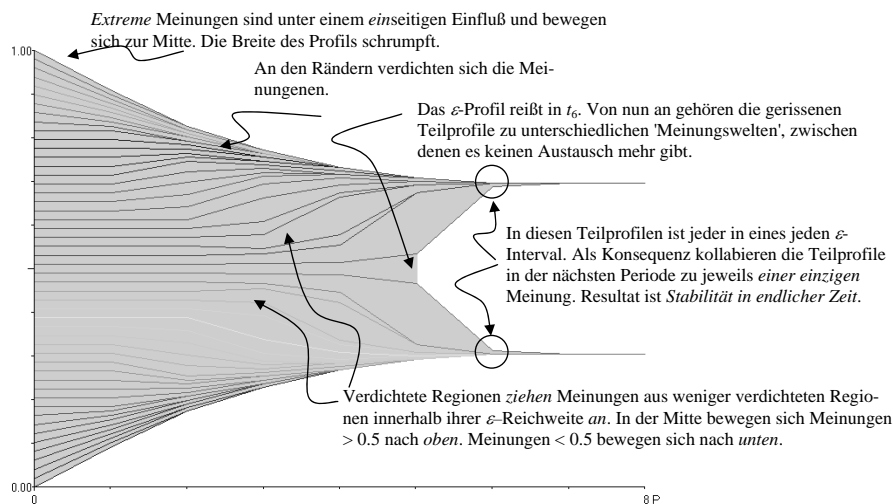 Extreme Meinungen sind unter einem einseitigen Einfluß und bewegen
sich zur Mitte. Die Breite des Profils schrumpft.
1.00
An den Rändern verdichten sich die Mei-
nungenen.
Das ε-Profil reißt in t6. Von nun an gehören die gerissenen
Teilprofile zu unterschiedlichen 'Meinungswelten', zwischen
denen es keinen Austausch mehr gibt.
In diesen Teilprofilen ist jeder in eines jeden ε-
Interval. Als Konsequenz kollabieren die Teilprofile
in der nächsten Periode zu jeweils einer einzigen
Meinung. Resultat ist Stabilität in endlicher Zeit.
Verdichtete Regionen ziehen Meinungen aus weniger verdichteten Regio-
nen innerhalb ihrer ε–Reichweite an. In der Mitte bewegen sich Meinungen
> 0.5 nach oben. Meinungen < 0.5 bewegen sich nach unten.
0.00
0
8 P